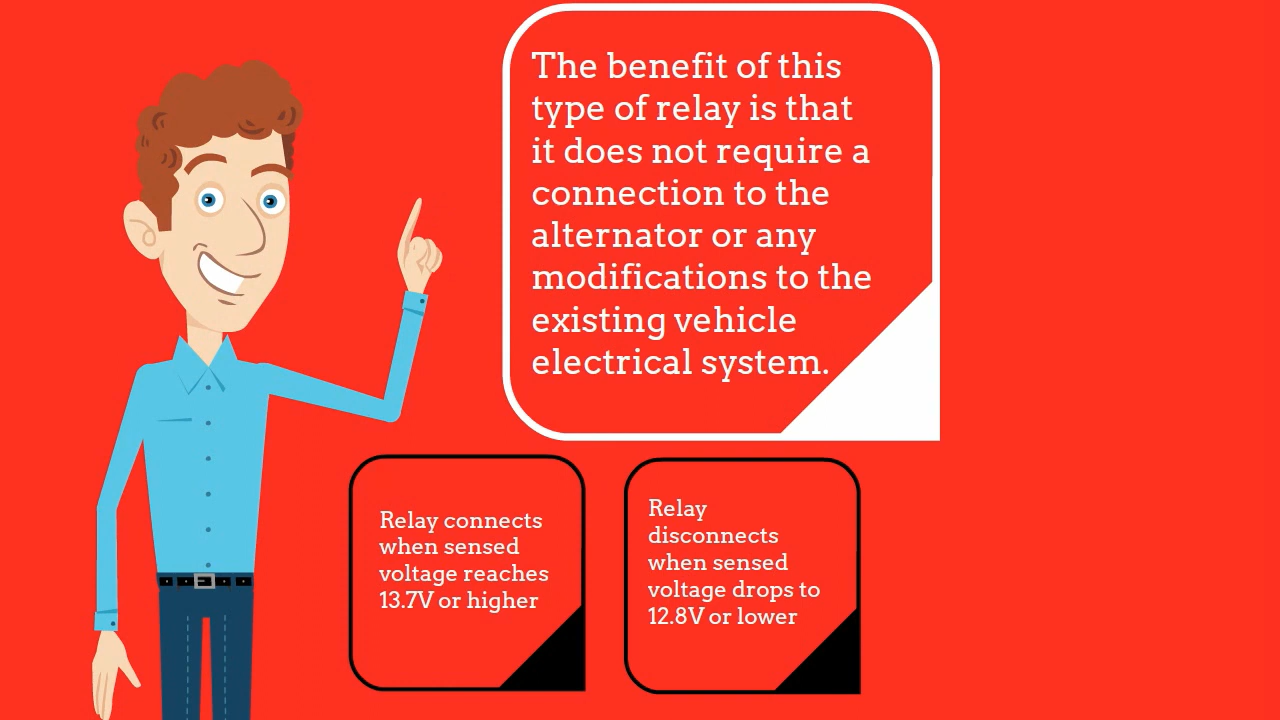 The benefit of this
type of relay is that
it does not require a
connection to the
alternator or any
modifications to the
existing vehicle
electrical system.
Relay connects
when sensed
voltage reaches
13.7V or higher
Relay
disconnects
when sensed
voltage drops to
12.8V or lower